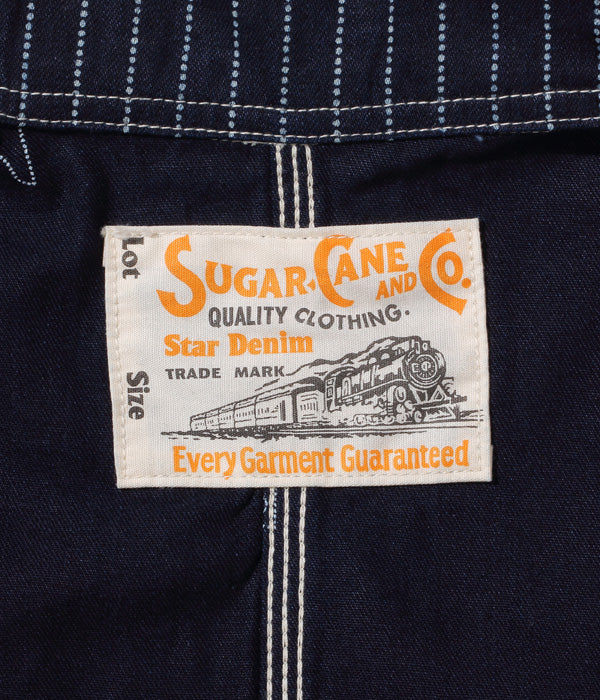 Lot
Size
SUGAR CANE AND CO.
QUALITY CLOTHING.
Star Denim
TRADE MARK
Every Garment Guaranteed